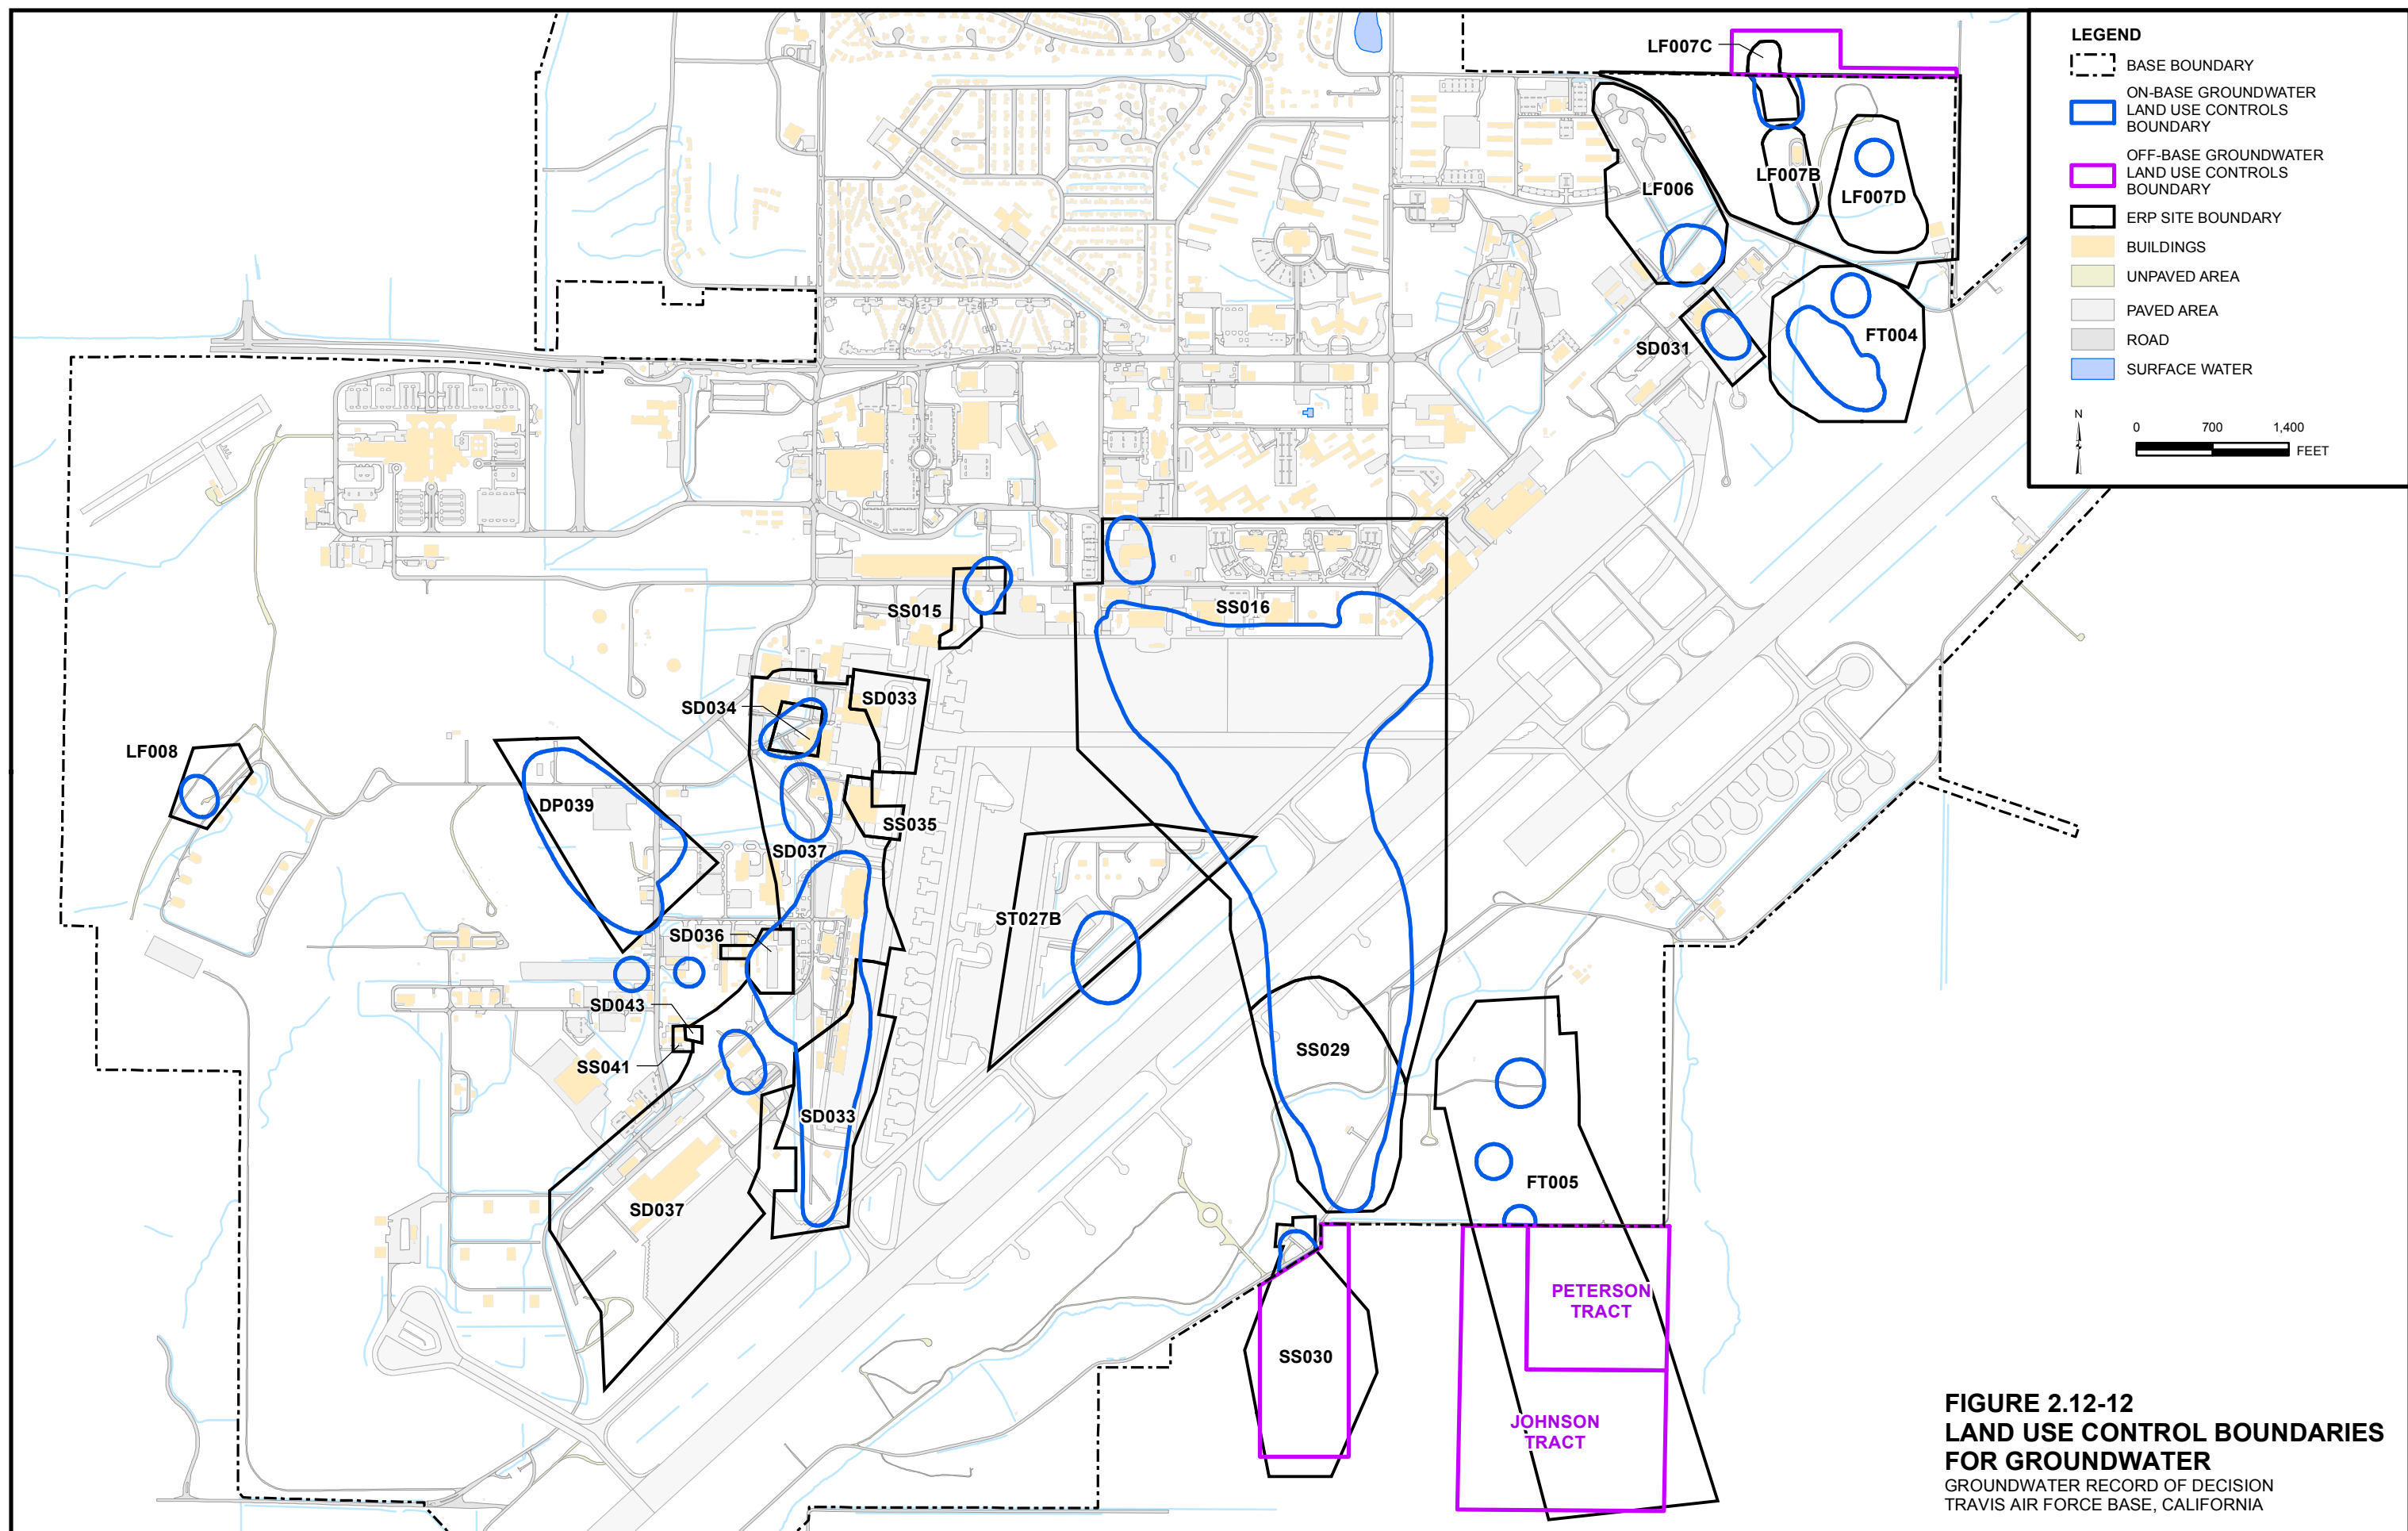 LEGEND
BASE BOUNDARY
ON-BASE GROUNDWATER
LAND USE CONTROLS
BOUNDARY
OFF-BASE GROUNDWATER
LAND USE CONTROLS
BOUNDARY
ERP SITE BOUNDARY
BUILDINGS
UNPAVED AREA
PAVED AREA
ROAD
SURFACE WATER
N
0 700 1,400
FEET
LF007C
LF007B
LF006
LF007D
FT004
SD031
SS015
SS016
SD034
SD033
LF008
DP039
SS035
SD037
ST027B
SD036
SD043
SS029
SS041
SD033
FT005
SD037
PETERSON
TRACT
SS030
JOHNSON
TRACT
FIGURE 2.12-12
LAND USE CONTROL BOUNDARIES
FOR GROUNDWATER
GROUNDWATER RECORD OF DECISION
TRAVIS AIR FORCE BASE, CALIFORNIA